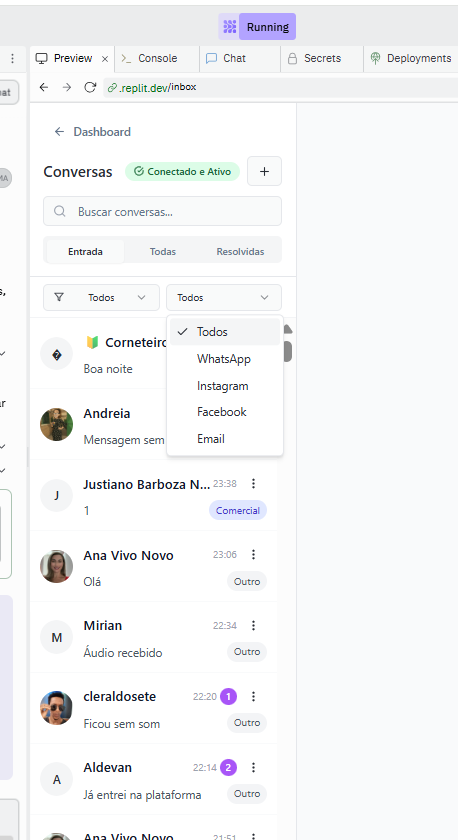 Running
Preview × Console Chat Secrets Deployments
.replit.dev/inbox
Dashboard
Conversas Conectado e Ativo +
Buscar conversas...
Entrada Todas Resolvidas
Todos Todos
Todos
WhatsApp
Instagram
Facebook
Email
Corneteiro
Boa noite
Andreia
Mensagem sem
Justiano Barboza N... 23:38
1 Comercial
Ana Vivo Novo 23:06
Olá Outro
M Mirian 22:34
Áudio recebido Outro
cleraldosete 22:20 1
Ficou sem som Outro
A Aldevan 22:14 2
Já entrei na plataforma Outro
Ana Vivo Novo 21:51